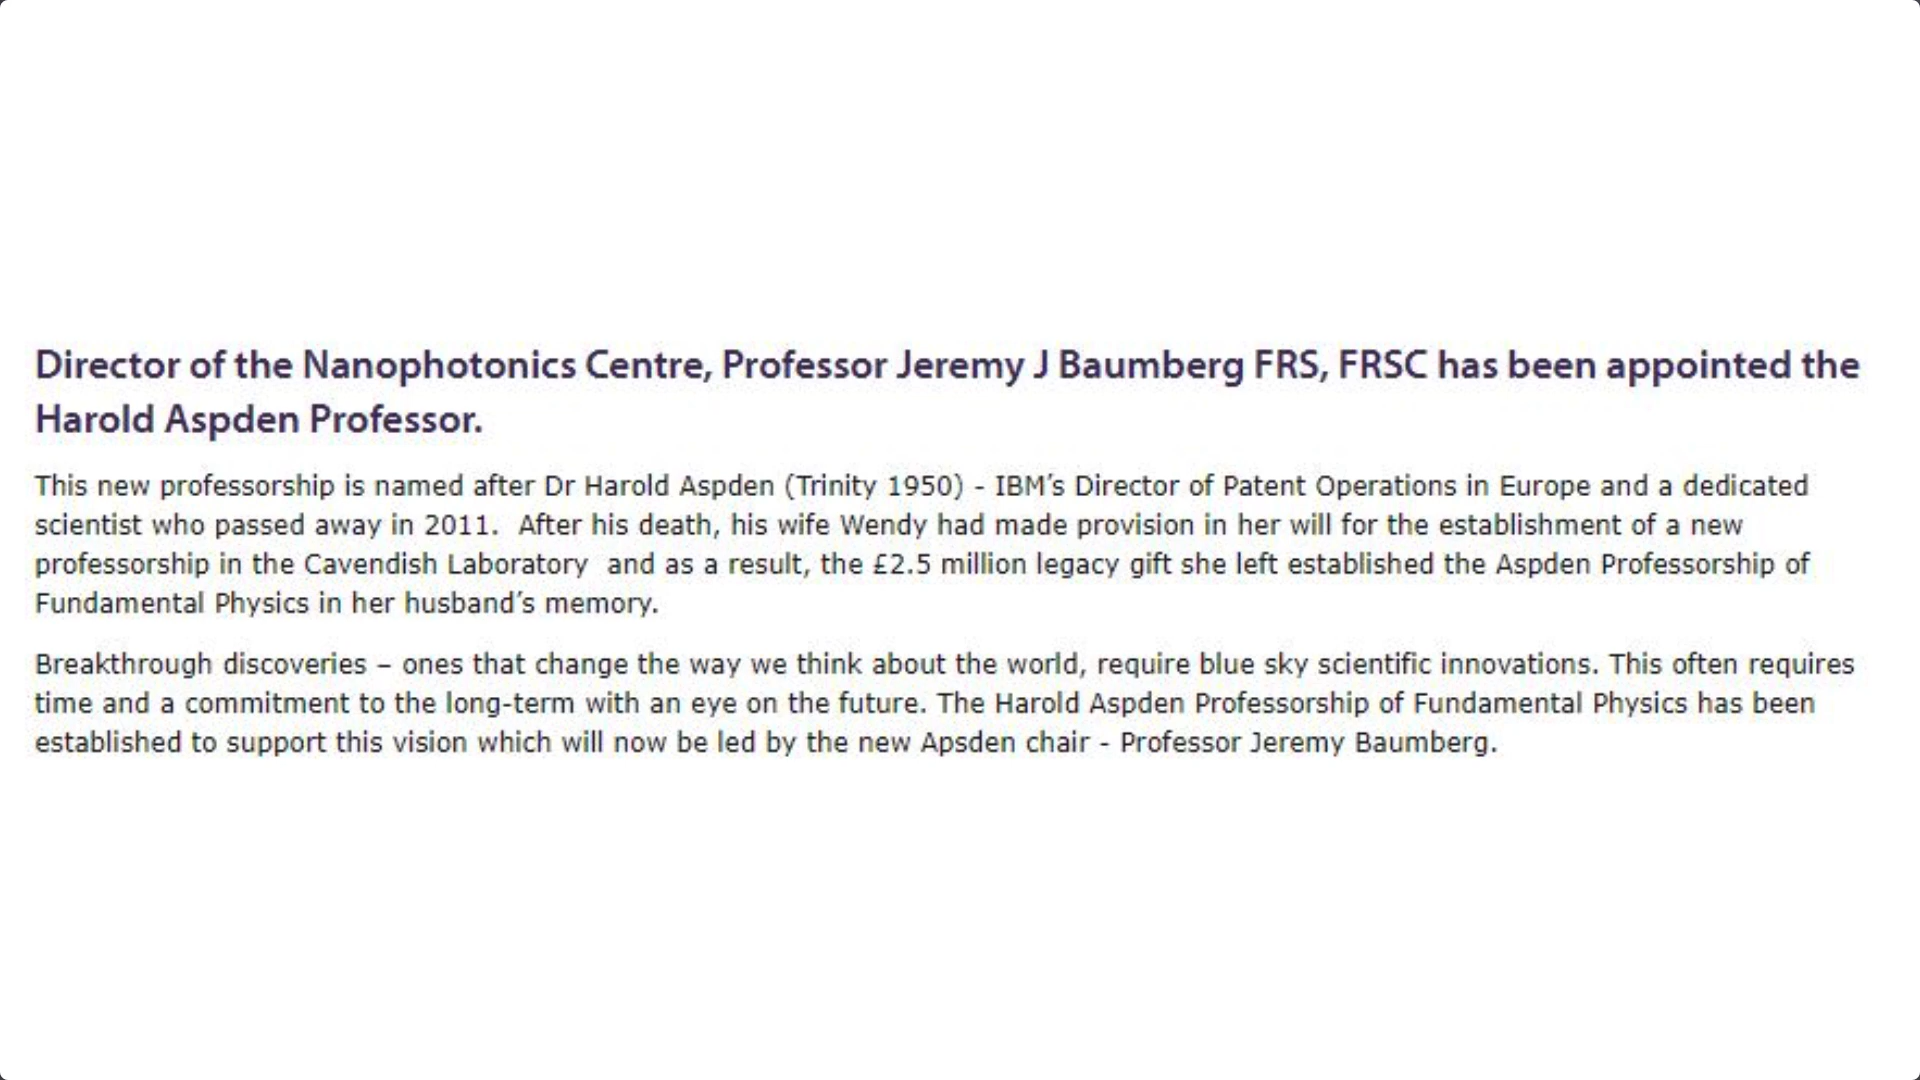 Director of the Nanophotonics Centre, Professor Jeremy J Baumberg FRS, FRSC has been appointed the
Harold Aspden Professor.
This new professorship is named after Dr Harold Aspden (Trinity 1950) - IBM’s Director of Patent Operations in Europe and a dedicated
scientist who passed away in 2011.  After his death, his wife Wendy had made provision in her will for the establishment of a new
professorship in the Cavendish Laboratory  and as a result, the £2.5 million legacy gift she left established the Aspden Professorship of
Fundamental Physics in her husband’s memory.
Breakthrough discoveries – ones that change the way we think about the world, require blue sky scientific innovations. This often requires
time and a commitment to the long-term with an eye on the future. The Harold Aspden Professorship of Fundamental Physics has been
established to support this vision which will now be led by the new Apsden chair - Professor Jeremy Baumberg.